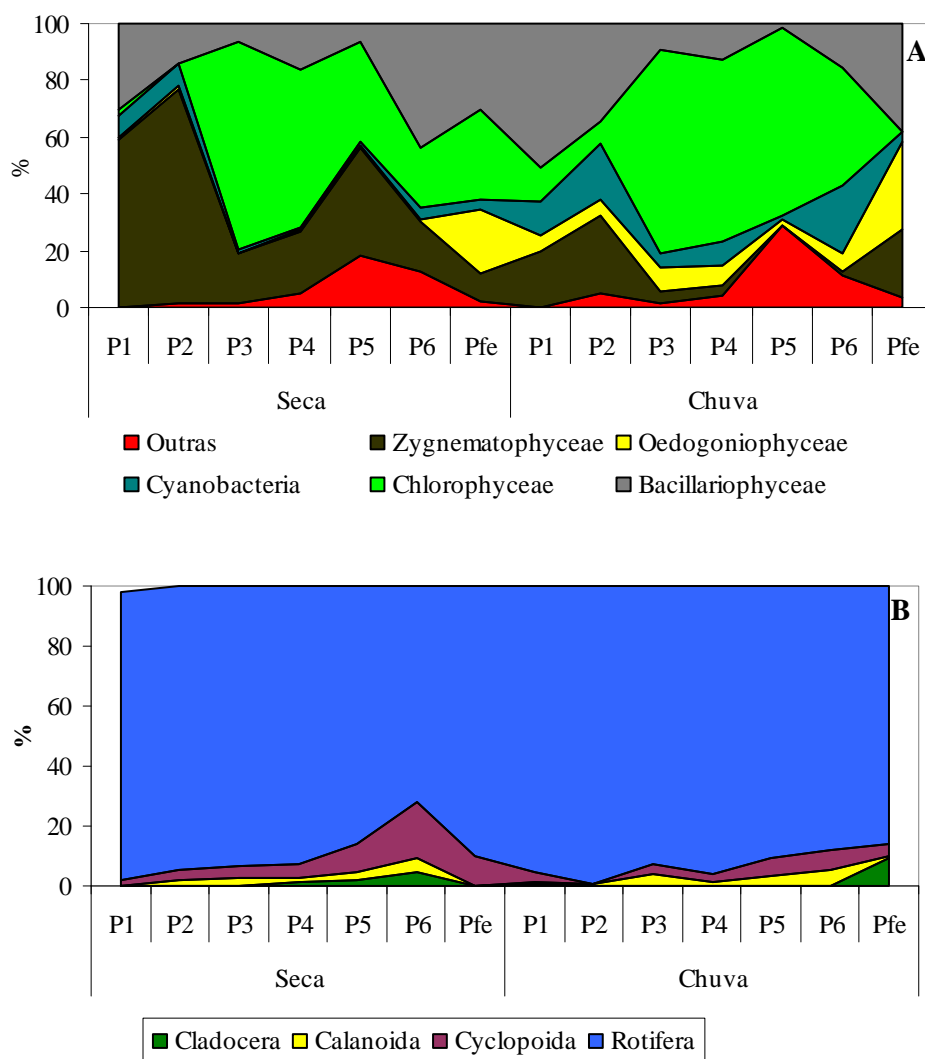 100
A
80
60
%
40
20
0
P1 P2 P3 P4 P5 P6 Pfe P1 P2 P3 P4 P5 P6 Pfe
Seca Chuva
Outras Zygnematophyceae Oedogoniophyceae
Cyanobacteria Chlorophyceae Bacillariophyceae
100
B
80
60
%
40
20
0
P1 P2 P3 P4 P5 P6 Pfe P1 P2 P3 P4 P5 P6 Pfe
Seca Chuva
Cladocera Calanoida Cyclopoida Rotifera